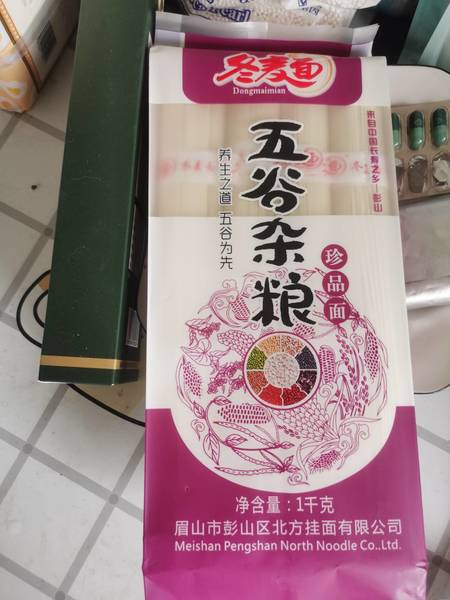 冬麦面
Dongmaimian
来自中国长寿之乡—彭山
五谷杂粮
养生之道 五谷为先
珍品面
净含量：1千克
眉山市彭山区北方挂面有限公司
Meishan Pengshan North Noodle Co.,Ltd.